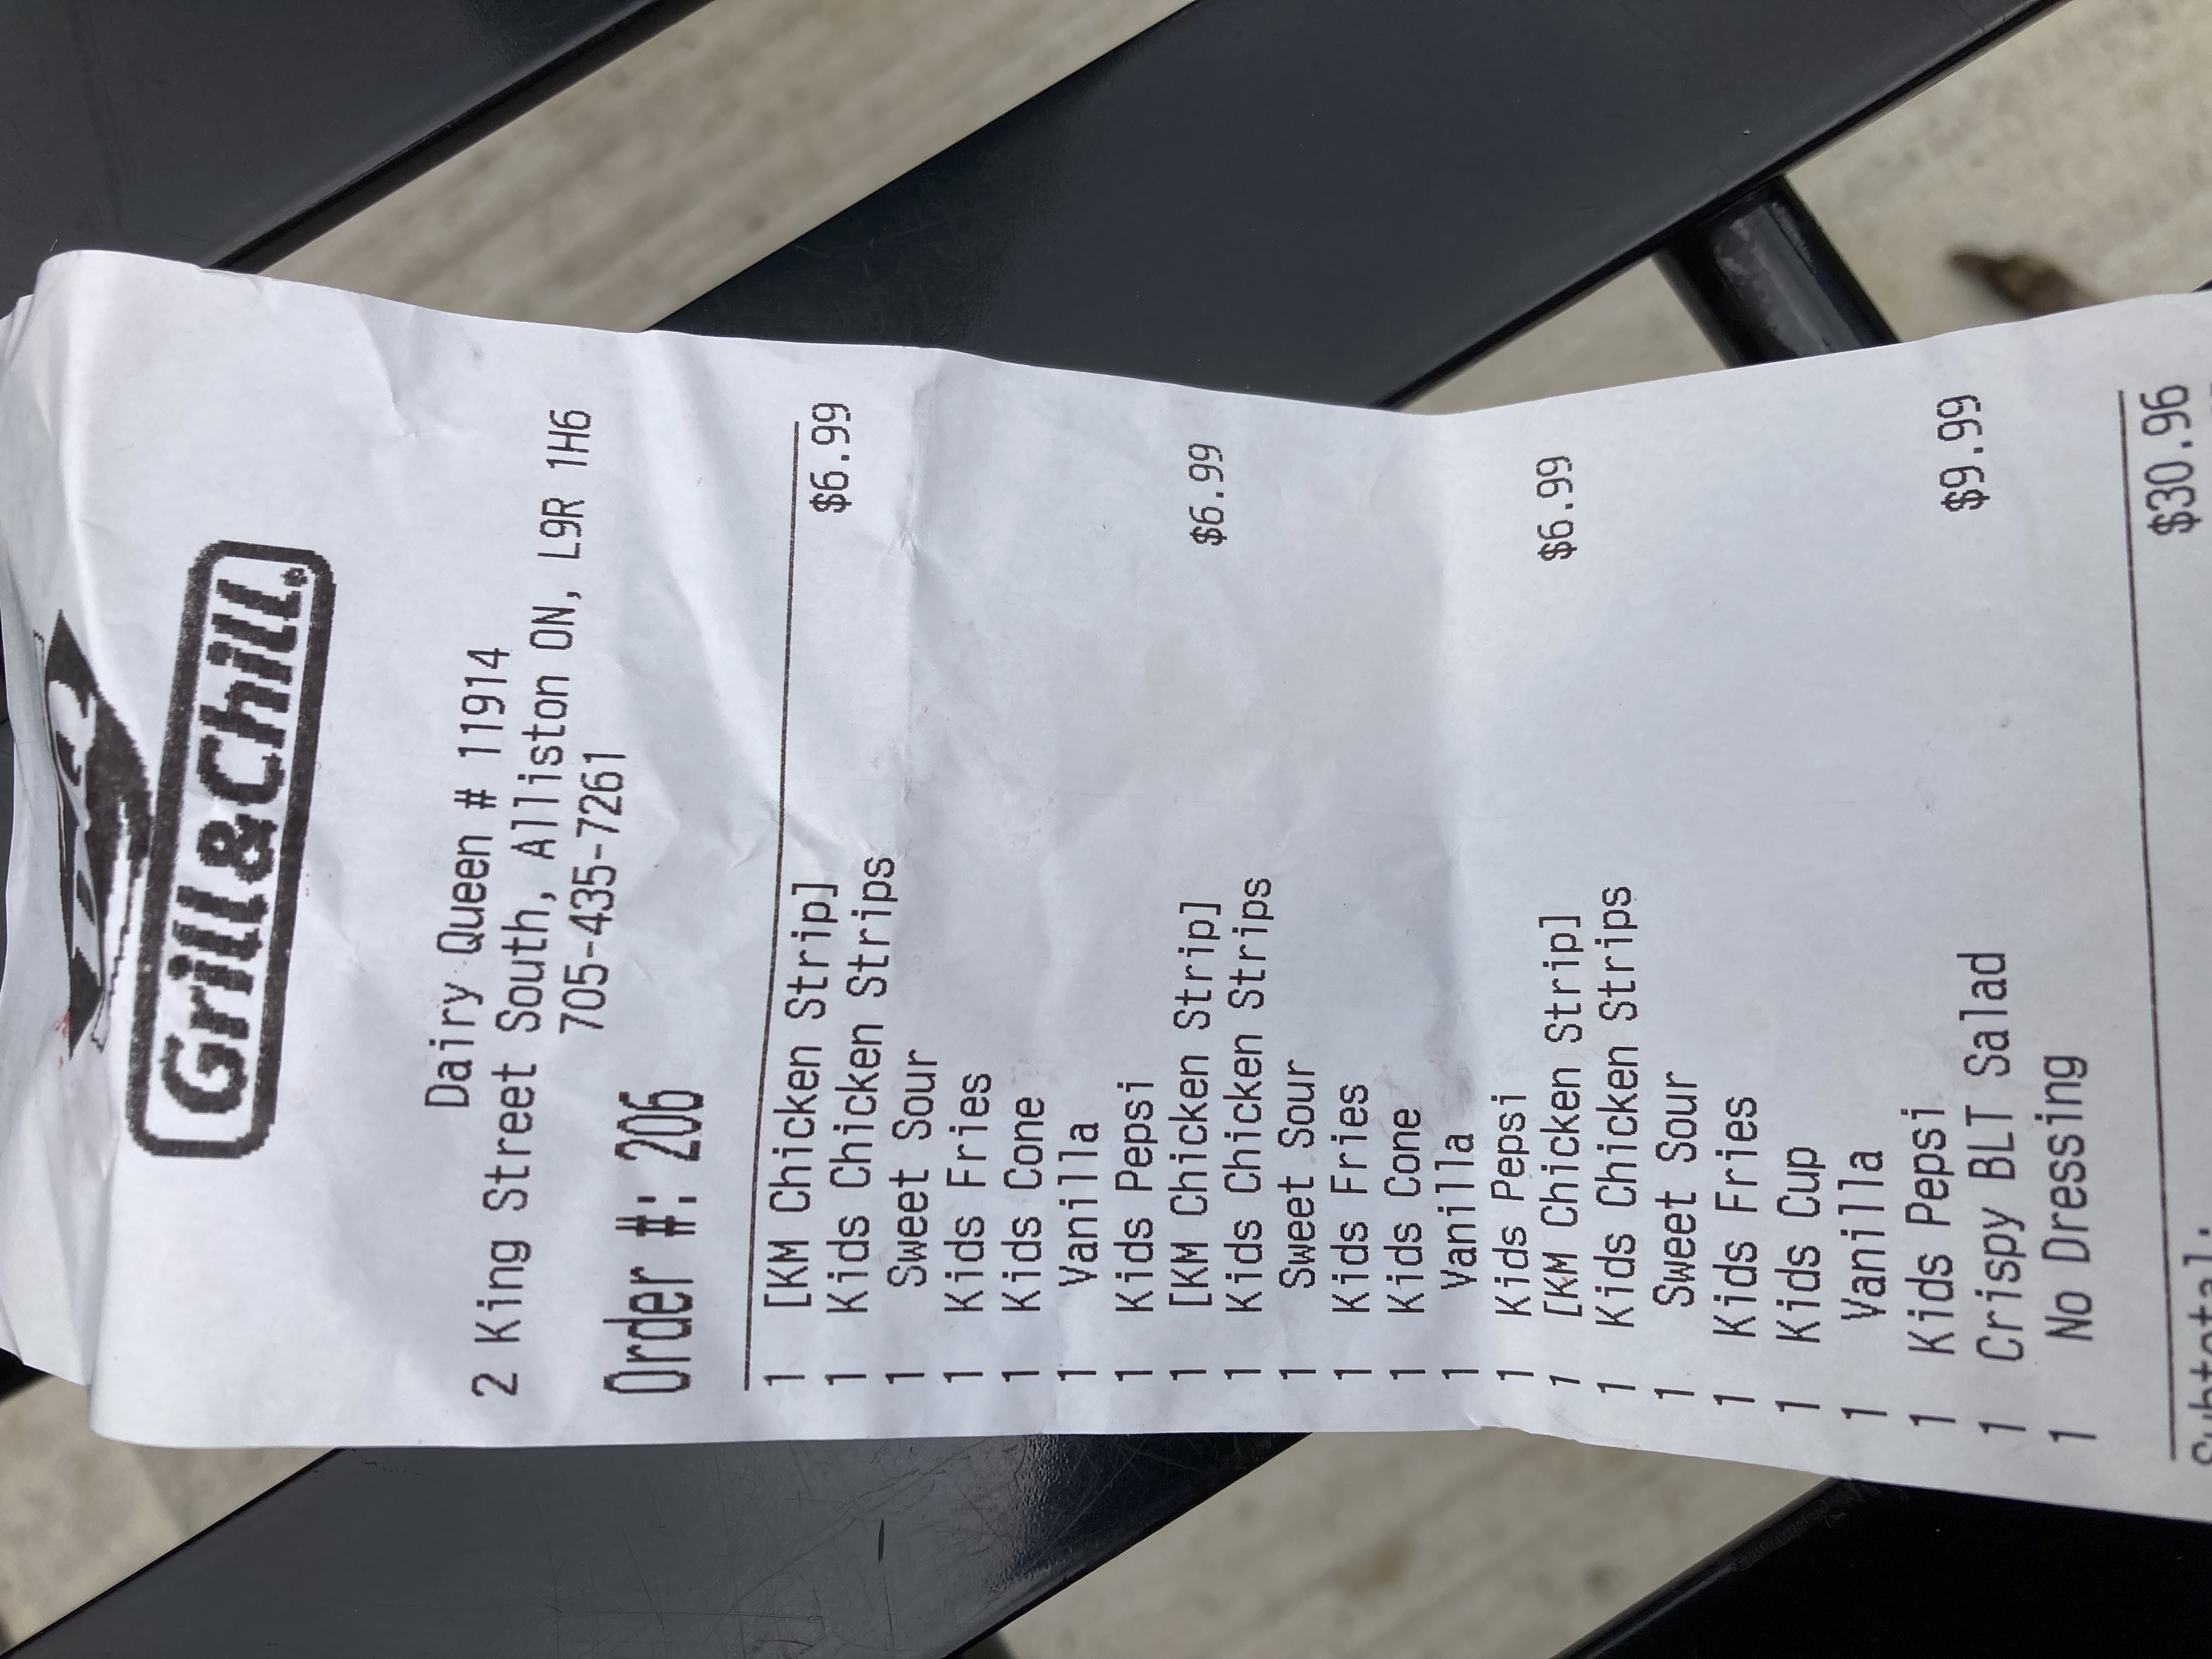 DQ
Grill&Chill.
Dairy Queen # 11914
2 King Street South, Alliston ON, L9R 1H6
705-435-7261
Order #: 206
1 [KM Chicken Strip] $6.99
1 Kids Chicken Strips
1 Sweet Sour
1 Kids Fries
1 Kids Cone
1 Vanilla
1 Kids Pepsi
1 [KM Chicken Strip] $6.99
1 Kids Chicken Strips
1 Sweet Sour
1 Kids Fries
1 Kids Cone
1 Vanilla
1 Kids Pepsi
1 [KM Chicken Strip] $6.99
1 Kids Chicken Strips
1 Sweet Sour
1 Kids Fries
1 Kids Cup
1 Vanilla
1 Kids Pepsi
1 Crispy BLT Salad $9.99
1 No Dressing
Subtotal: $30.96